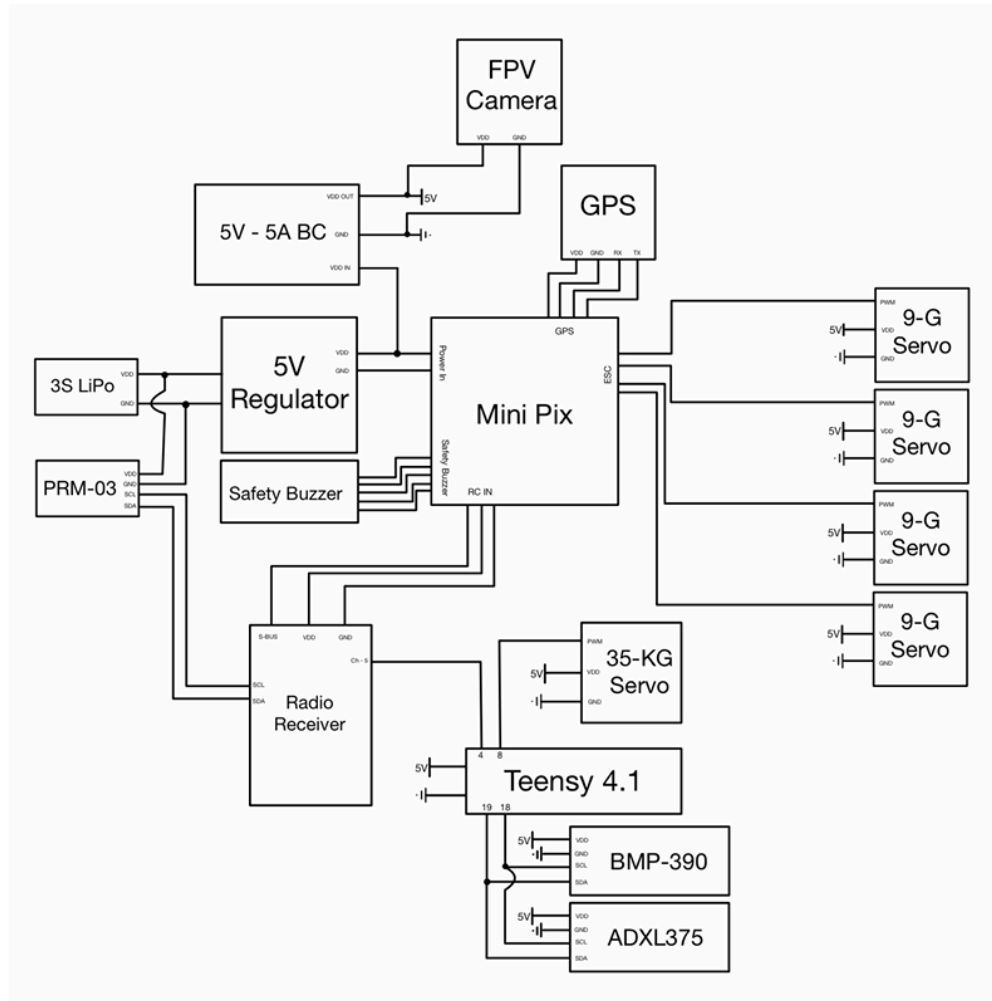 FPV
Camera
VDD
GND
GPS
VDD
GND
RX
TX
5V - 5A BC
VDD OUT
GND
VDD IN
5V
3S LiPo
VDD
GND
5V
Regulator
VDD
GND
Mini Pix
GPS
Power In
Safety Buzzer
RC IN
ESC
PRM-03
VDD
GND
SCL
SDA
Safety Buzzer
9-G
Servo
PWM
VDD
GND
5V
9-G
Servo
PWM
VDD
GND
5V
9-G
Servo
PWM
VDD
GND
5V
9-G
Servo
PWM
VDD
GND
5V
Radio
Receiver
S-BUS
VDD
GND
Ch - 5
SCL
SDA
35-KG
Servo
PWM
VDD
GND
5V
Teensy 4.1
4
8
19
18
5V
BMP-390
VDD
GND
SCL
SDA
5V
ADXL375
VDD
GND
SCL
SDA
5V